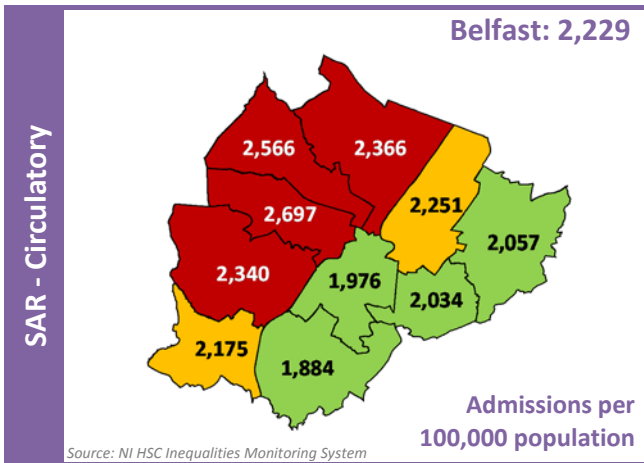 Belfast: 2,229
SAR - Circulatory
2,566
2,366
2,697
2,251
2,057
2,340
1,976
2,034
2,175
1,884
Admissions per
100,000 population
Source: NI HSC Inequalities Monitoring System